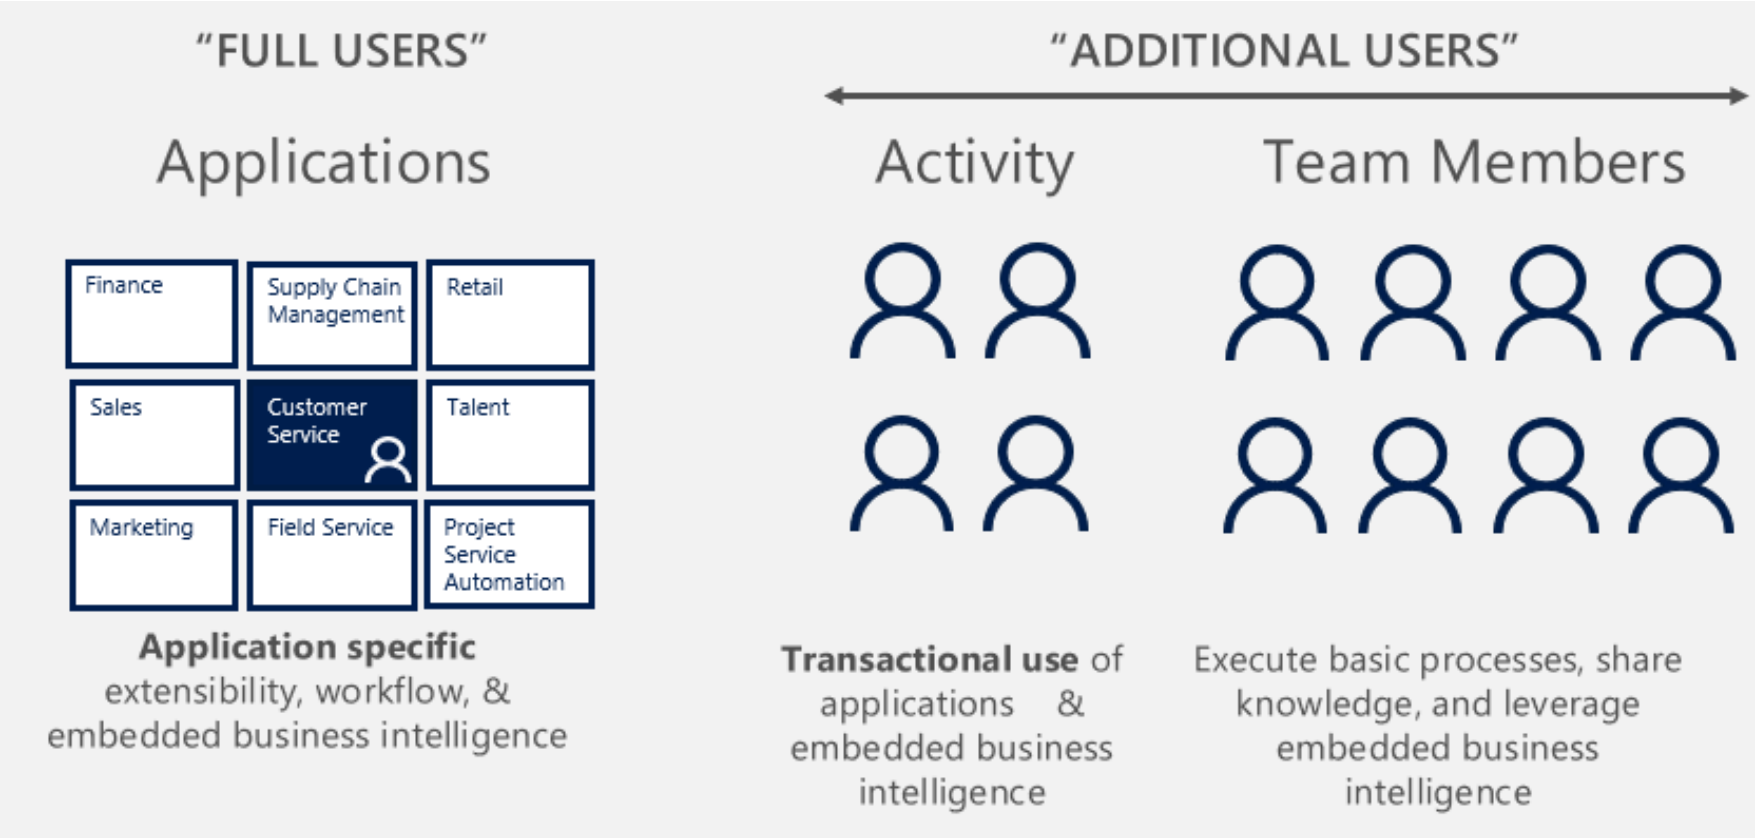 “FULL USERS”
Applications
Finance
Supply Chain
Management
Retail
Sales
Customer
Service
Talent
Marketing
Field Service
Project
Service
Automation
Application specific
extensibility, workflow, &
embedded business intelligence
“ADDITIONAL USERS”
Activity
Transactional use of
applications &
embedded business
intelligence
Team Members
Execute basic processes, share
knowledge, and leverage
embedded business
intelligence